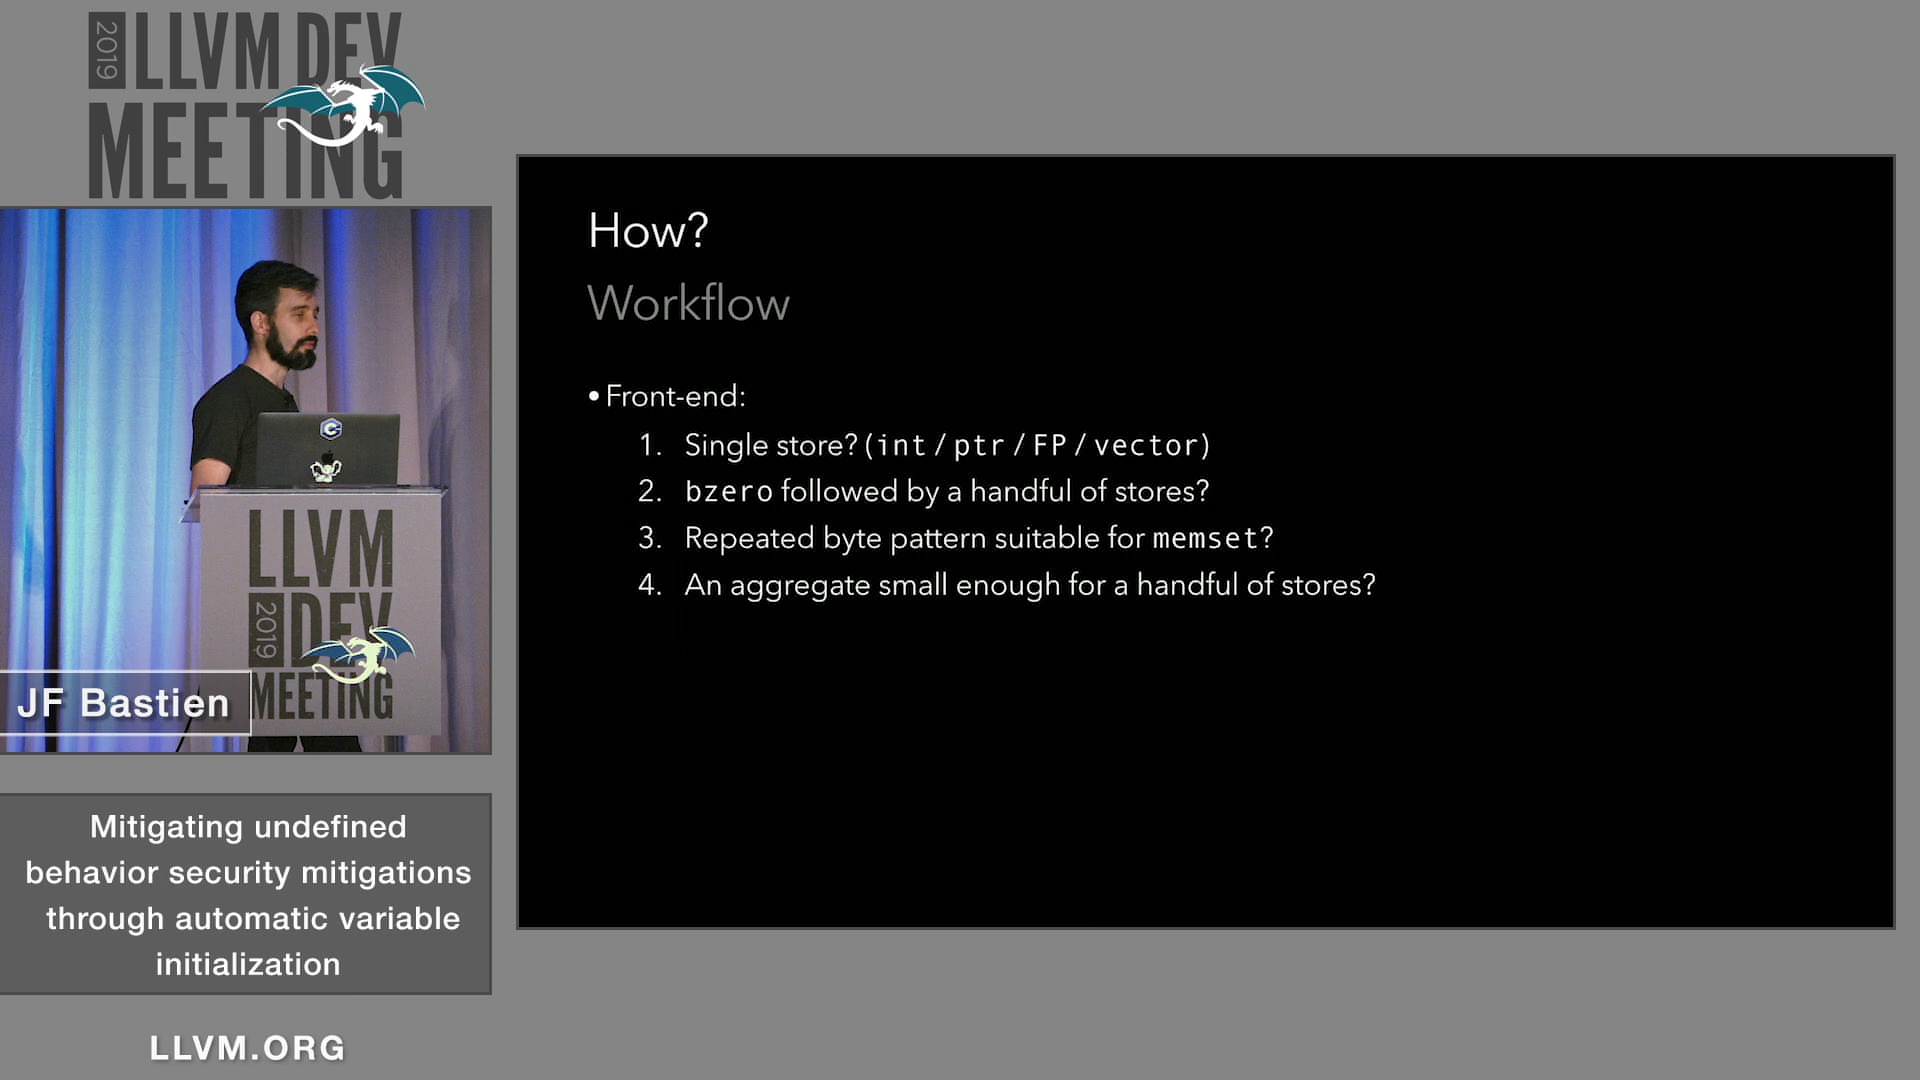 2019
LLVM DEV
MEETING
How?
Workflow
• Front-end:
1. Single store? (int / ptr / FP / vector)
2. bzero followed by a handful of stores?
3. Repeated byte pattern suitable for memset?
4. An aggregate small enough for a handful of stores?
C
LLVM
2019 DEV
MEETING
JF Bastien
Mitigating undefined
behavior security mitigations
through automatic variable
initialization
LLVM.ORG